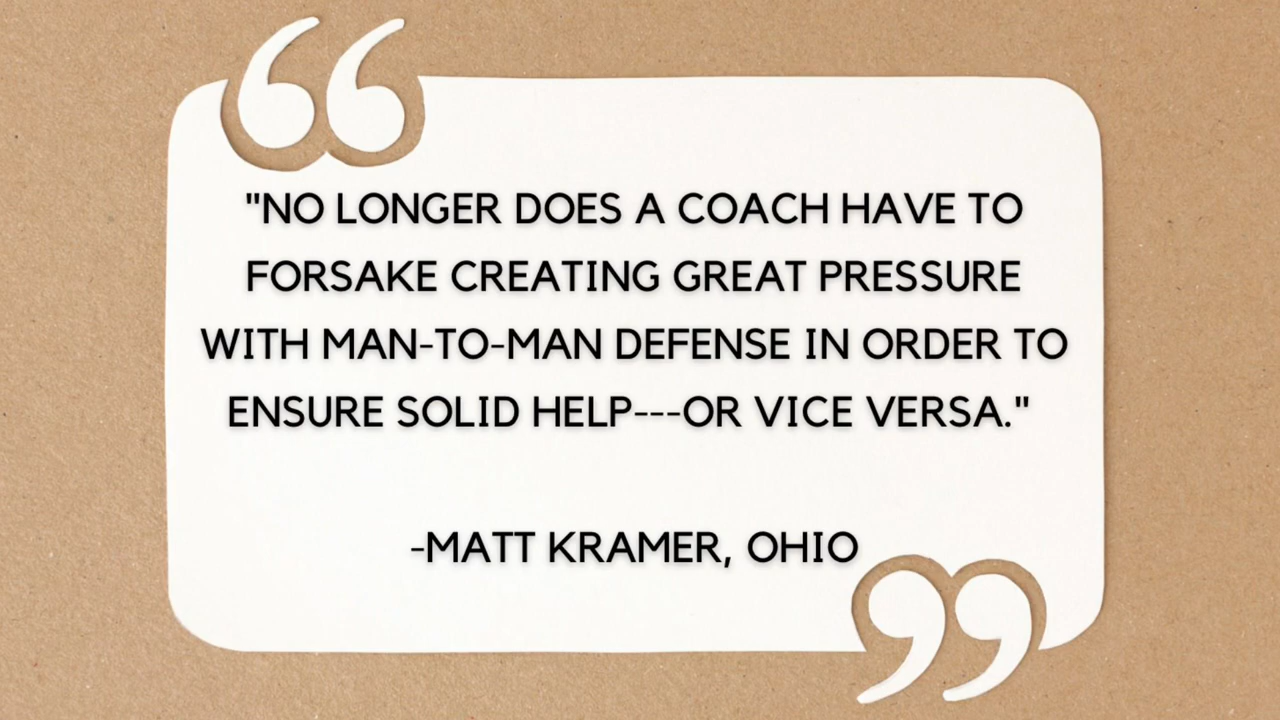 "NO LONGER DOES A COACH HAVE TO
FORSAKE CREATING GREAT PRESSURE
WITH MAN-TO-MAN DEFENSE IN ORDER TO
ENSURE SOLID HELP---OR VICE VERSA."
-MATT KRAMER, OHIO